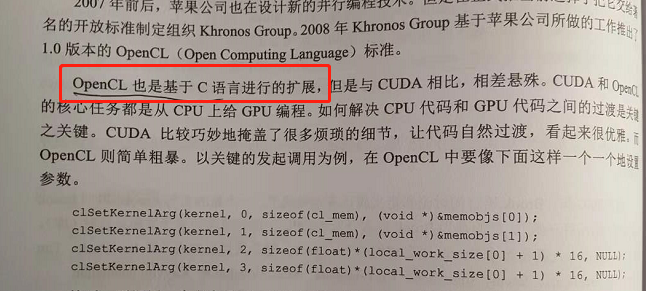 2007 年前后，苹果公司也在设计新的并行编程技术。但是
名的开放标准制定组织 Khronos Group。2008 年 Khronos Group 基于苹果公司所做的工作推出了
1.0 版本的 OpenCL（Open Computing Language）标准。
OpenCL 也是基于 C 语言进行的扩展，但是与 CUDA 相比，相差悬殊。CUDA 和 OpenCL
的核心任务都是从 CPU 上给 GPU 编程。如何解决 CPU 代码和 GPU 代码之间的过渡是关键
之关键。CUDA 比较巧妙地掩盖了很多烦琐的细节，让代码自然过渡，看起来很优雅。而
OpenCL 则简单粗暴。以关键的发起调用为例，在 OpenCL 中要像下面这样一个一个地设置
参数。
clSetKernelArg(kernel, 0, sizeof(cl_mem), (void *)&memobjs[0]);
clSetKernelArg(kernel, 1, sizeof(cl_mem), (void *)&memobjs[1]);
clSetKernelArg(kernel, 2, sizeof(float)*(local_work_size[0] + 1) * 16, NULL);
clSetKernelArg(kernel, 3, sizeof(float)*(local_work_size[0] + 1) * 16, NULL);